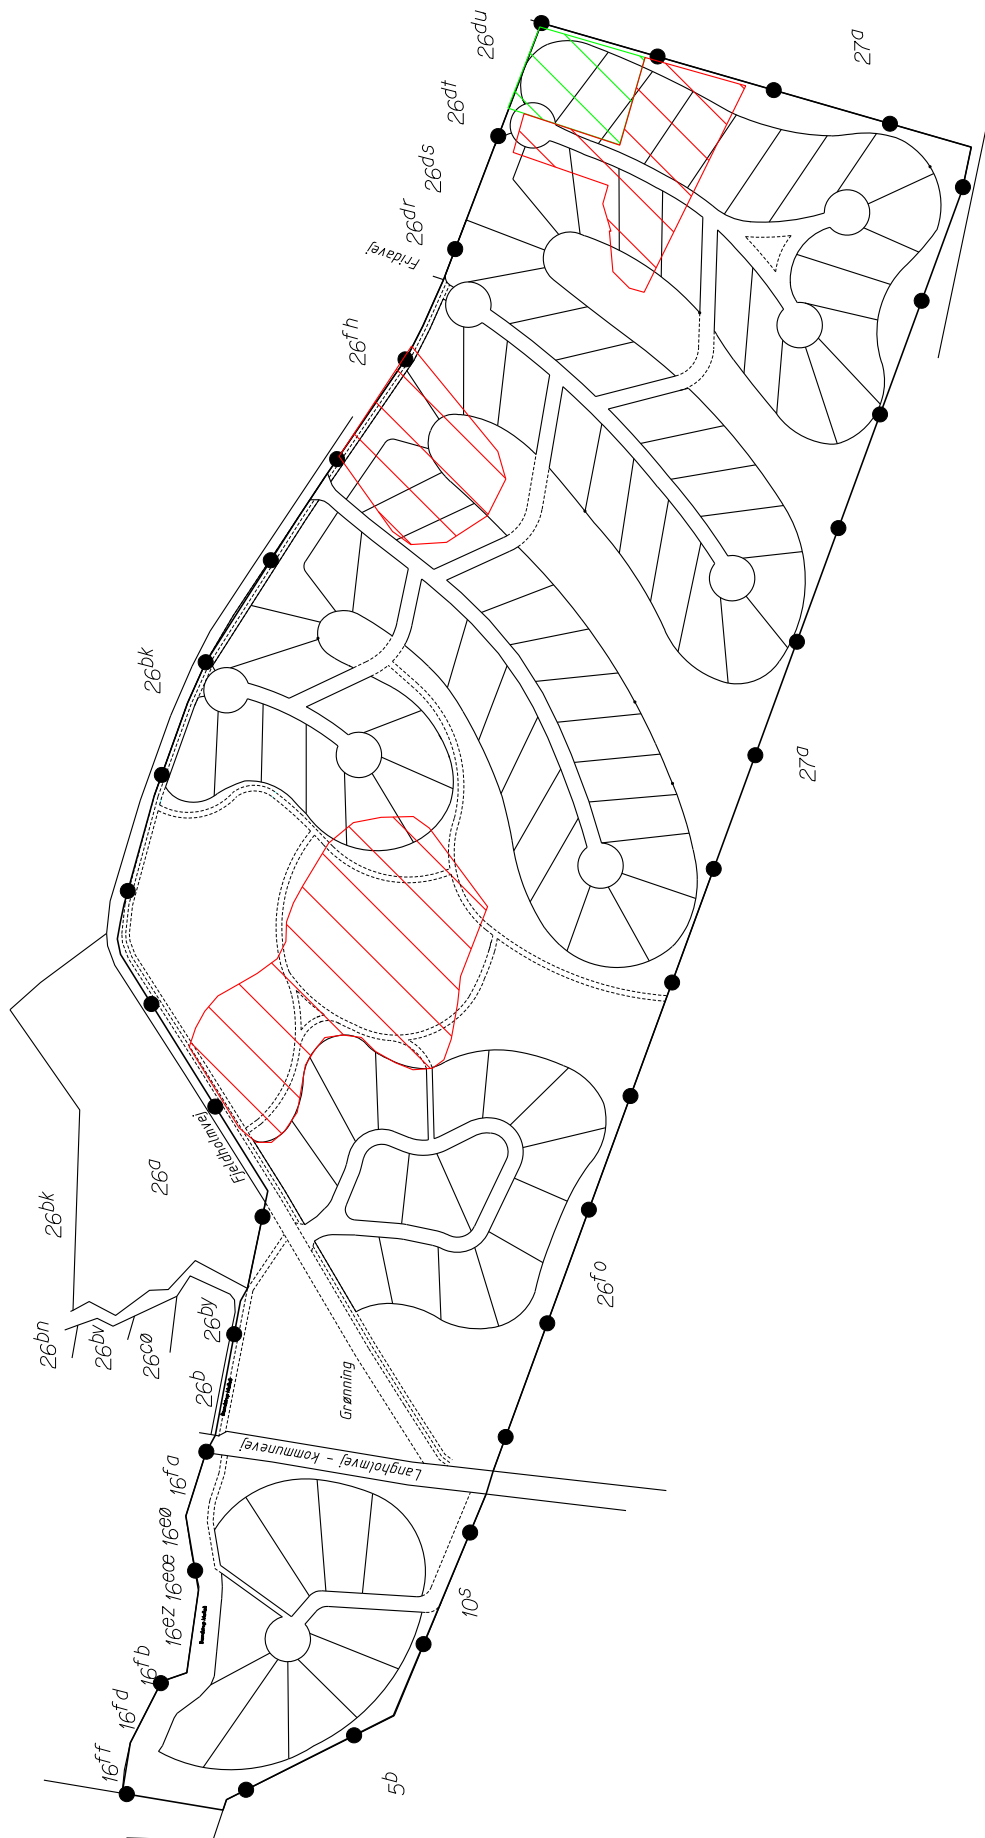 26du
27a
26dt
26ds
26dr
Fridavej
26fh
26bk
27a
Fjeldholmvej
26a
26bk
26fo
26bn
26bv
26cø
26by
26b
Grønning
Langholmvej - kommunevej
16fa
16eø
16eæ
16ez
10s
16fb
16fd
16ff
5b